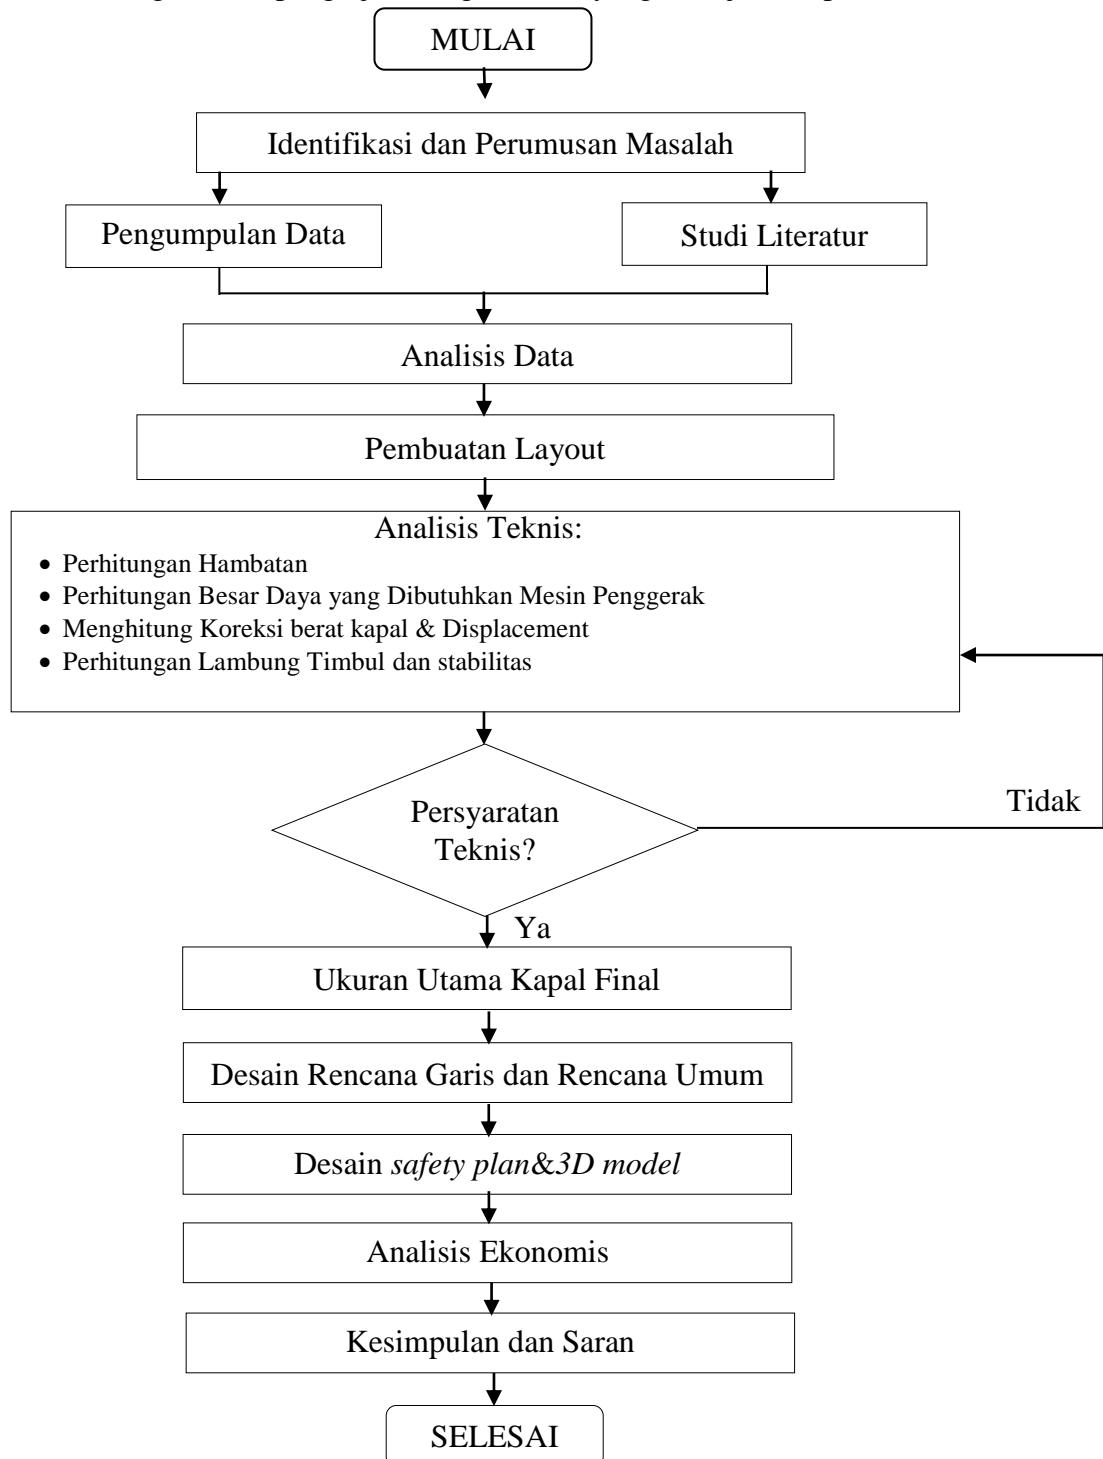 MULAI
Identifikasi dan Perumusan Masalah
Pengumpulan Data
Studi Literatur
Analisis Data
Pembuatan Layout
Analisis Teknis:
• Perhitungan Hambatan
• Perhitungan Besar Daya yang Dibutuhkan Mesin Penggerak
• Menghitung Koreksi berat kapal & Displacement
• Perhitungan Lambung Timbul dan stabilitas
Persyaratan
Teknis?
Tidak
Ya
Ukuran Utama Kapal Final
Desain Rencana Garis dan Rencana Umum
Desain safety plan&3D model
Analisis Ekonomis
Kesimpulan dan Saran
SELESAI